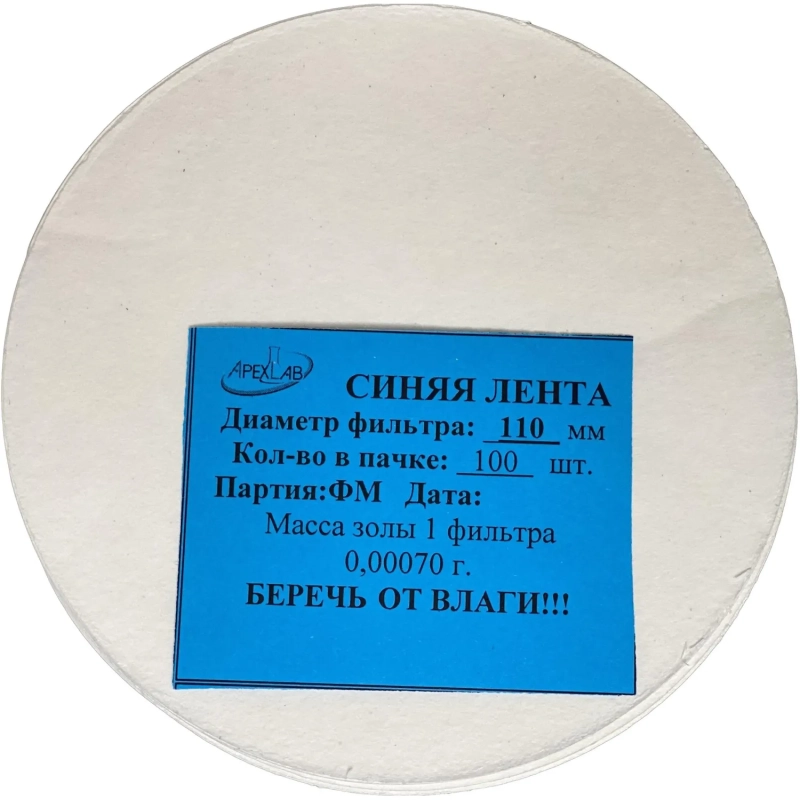 APEXLAB
СИНЯЯ ЛЕНТА
Диаметр фильтра: 110 мм
Кол-во в пачке: 100 шт.
Партия:ФМ Дата:
Масса золы 1 фильтра
0,00070 г.
БЕРЕЧЬ ОТ ВЛАГИ!!!